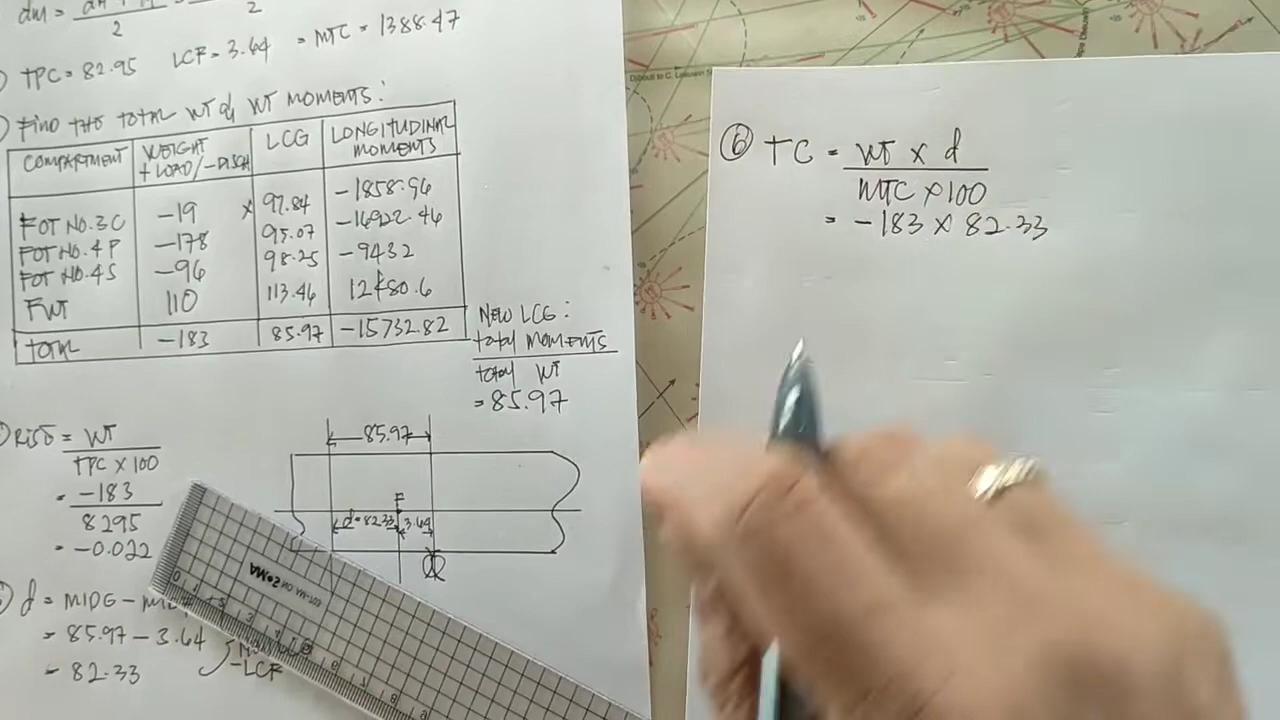 dM =
2
2
TPC = 82.95 LCF = 3.64 = MTC = 1388.47
FIND THE TOTAL WT & WT MOMENTS:
COMPARTMENT WEIGHT +LOAD/-DISCH LCG LONGITUDINAL MOMENTS
FOT NO.3C -19 x 97.84 -1858.96
FOT NO.4P -178 95.07 -16922.46
FOT NO.4S -96 98.25 -9432
FWT 110 113.46 12480.6
TOTAL -183 85.97 -15732.82
NEW LCG:
total moments
total WT
= 85.97
RISE = WT
TPC X 100
= -183
8295
= -0.022
85.97
F
d=82.33
3.64
d = MIDG -
= 85.97 - 3.64
-LCF
= 82.33
⑥ TC = WT x d
MTC X 100
= -183 X 82.33
Djibouti to C. Leeuwin